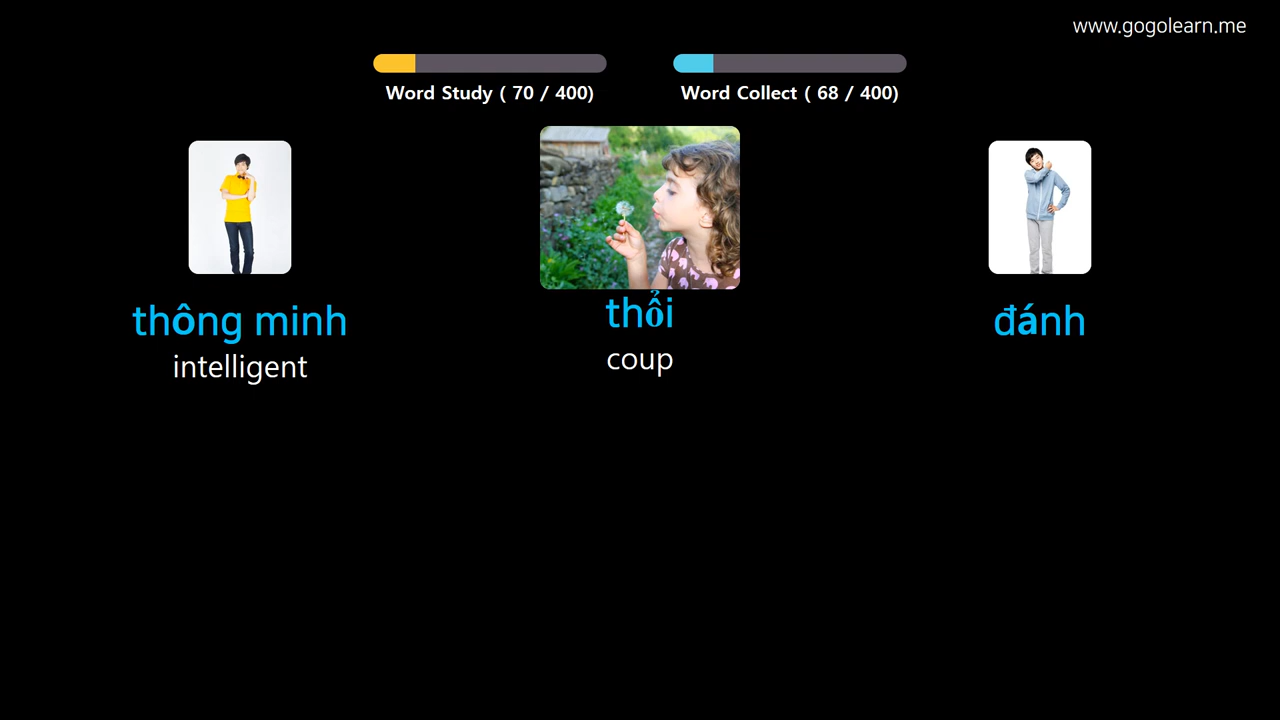 www.gogolearn.me
Word Study ( 70 / 400)
Word Collect ( 68 / 400)
thông minh
intelligent
thổi
coup
đánh